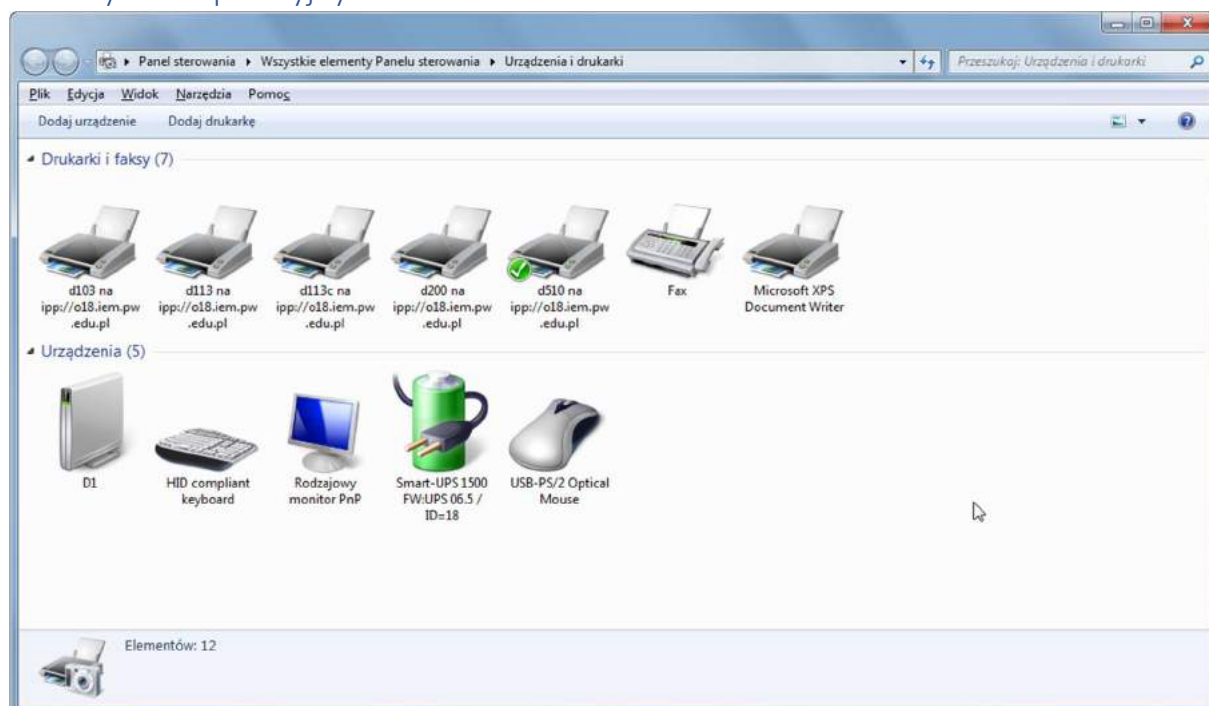 Panel sterowania ▸ Wszystkie elementy Panelu sterowania ▸ Urządzenia i drukarki
Przeszukaj: Urządzenia i drukarki
Plik Edycja Widok Narzędzia Pomoc
Dodaj urządzenie Dodaj drukarkę
Drukarki i faksy (7)
d103 na
ipp://o18.iem.pw
.edu.pl
d113 na
ipp://o18.iem.pw
.edu.pl
d113c na
ipp://o18.iem.pw
.edu.pl
d200 na
ipp://o18.iem.pw
.edu.pl
d510 na
ipp://o18.iem.pw
.edu.pl
Fax
Microsoft XPS
Document Writer
Urządzenia (5)
D1
HID compliant
keyboard
Rodzajowy
monitor PnP
Smart-UPS 1500
FW:UPS 06.5 /
ID=18
USB-PS/2 Optical
Mouse
Elementów: 12